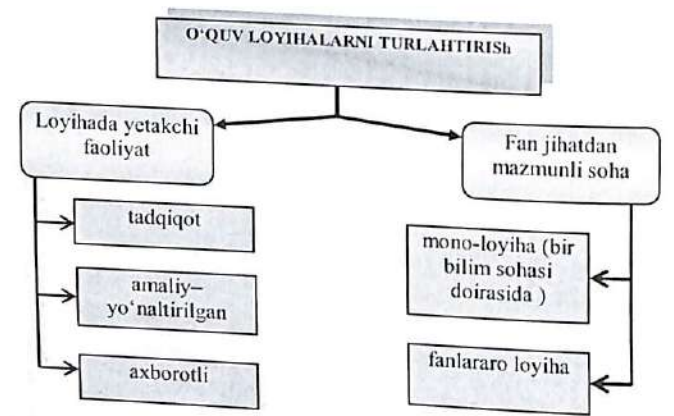 O‘QUV LOYIHALARNI TURLAHTIRISh
Loyihada yetakchi
faoliyat
tadqiqot
amaliy–
yo‘naltirilgan
axborotli
Fan jihatdan
mazmunli soha
mono-loyiha (bir
bilim sohasi
doirasida )
fanlararo loyiha